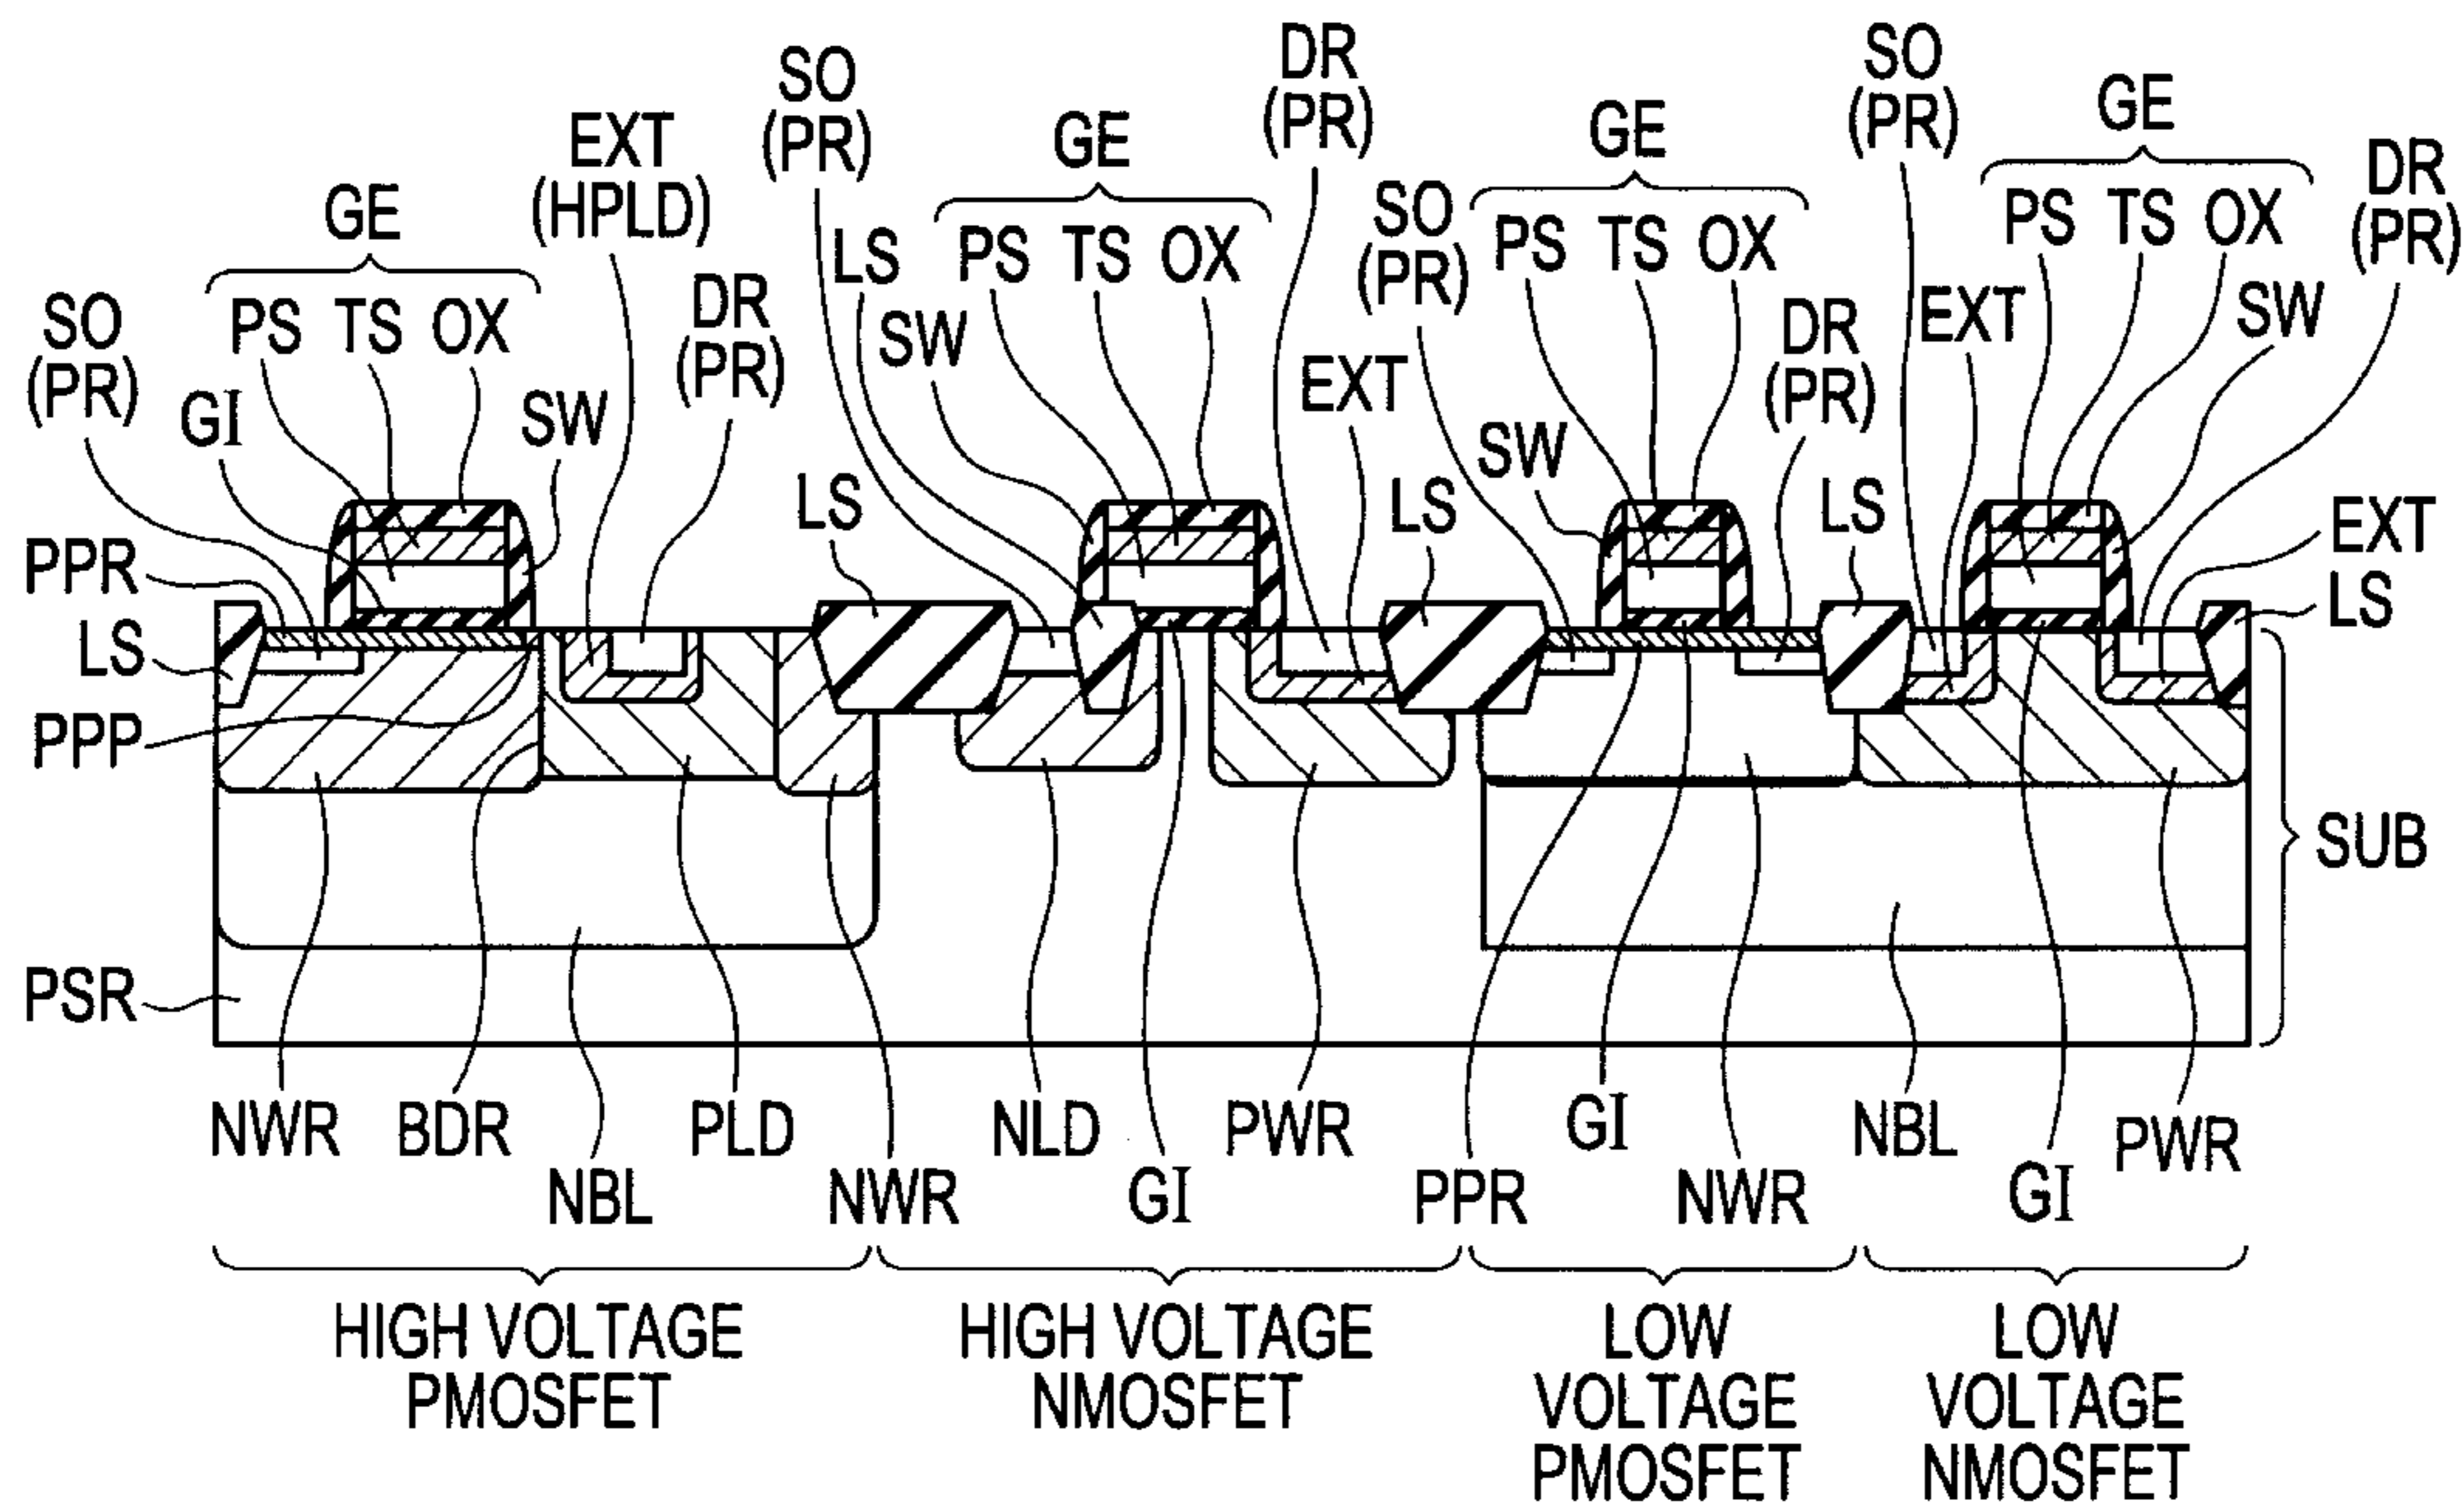 SO
(PR)
GE
PS TS OX
GI
SW
EXT
(HPLD)
DR
(PR)
SO
(PR)
LS
LS
SW
GE
PS TS OX
DR
(PR)
EXT
SO
(PR)
LS
SW
GE
PS TS OX
DR
(PR)
LS
SO
(PR)
EXT
GE
PS TS OX
SW
DR
(PR)
EXT
LS
PPR
LS
PPP
PSR
SUB
NWR
BDR
NBL
PLD
NWR
NLD
GI
PWR
PPR
GI
NWR
NBL
GI
PWR
HIGH VOLTAGE
PMOSFET
HIGH VOLTAGE
NMOSFET
LOW
VOLTAGE
PMOSFET
LOW
VOLTAGE
NMOSFET